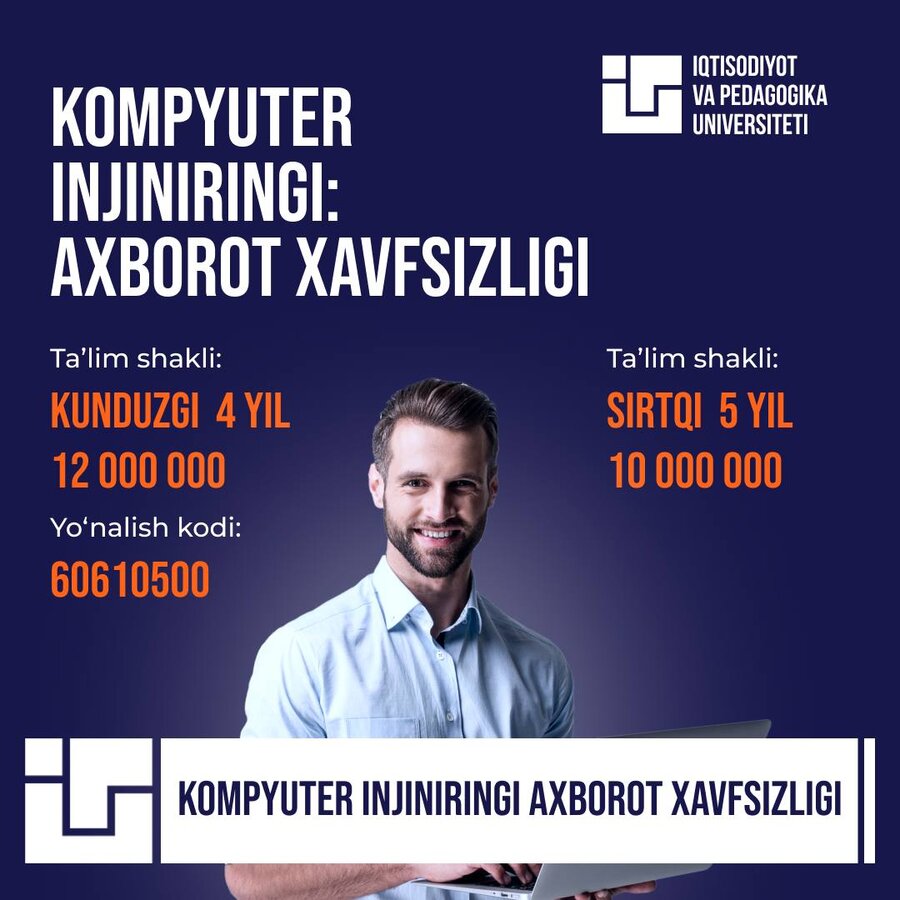 IQTISODIYOT
VA PEDAGOGIKA
UNIVERSITETI
KOMPYUTER
INJINIRINGI:
AXBOROT XAVFSIZLIGI
Ta’lim shakli:
KUNDUZGI 4 YIL
12 000 000
Yo‘nalish kodi:
60610500
Ta’lim shakli:
SIRTQI 5 YIL
10 000 000
KOMPYUTER INJINIRINGI AXBOROT XAVFSIZLIGI